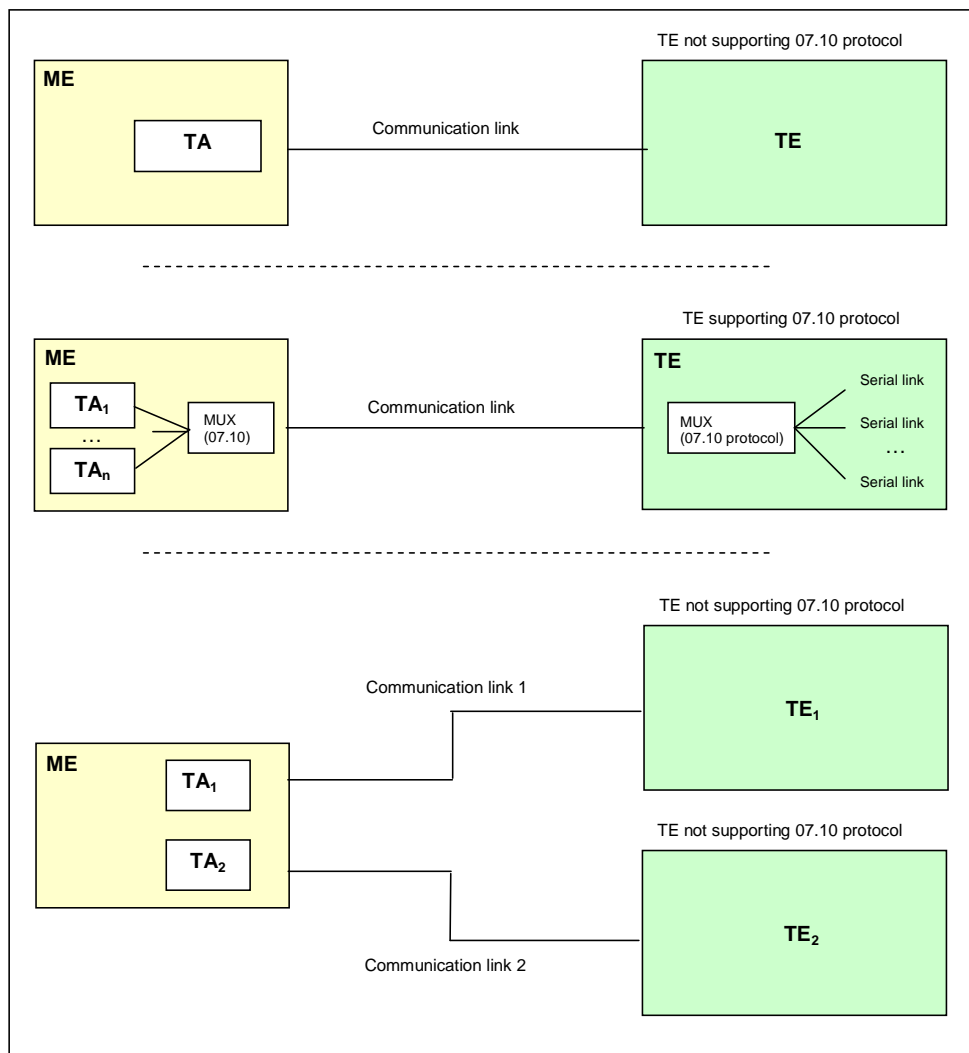 TE not supporting 07.10 protocol
ME
TA
Communication link
TE
TE supporting 07.10 protocol
ME
TA1
...
TAn
MUX
(07.10)
Communication link
TE
MUX
(07.10 protocol)
Serial link
Serial link
...
Serial link
TE not supporting 07.10 protocol
Communication link 1
TE1
ME
TA1
TA2
TE not supporting 07.10 protocol
TE2
Communication link 2